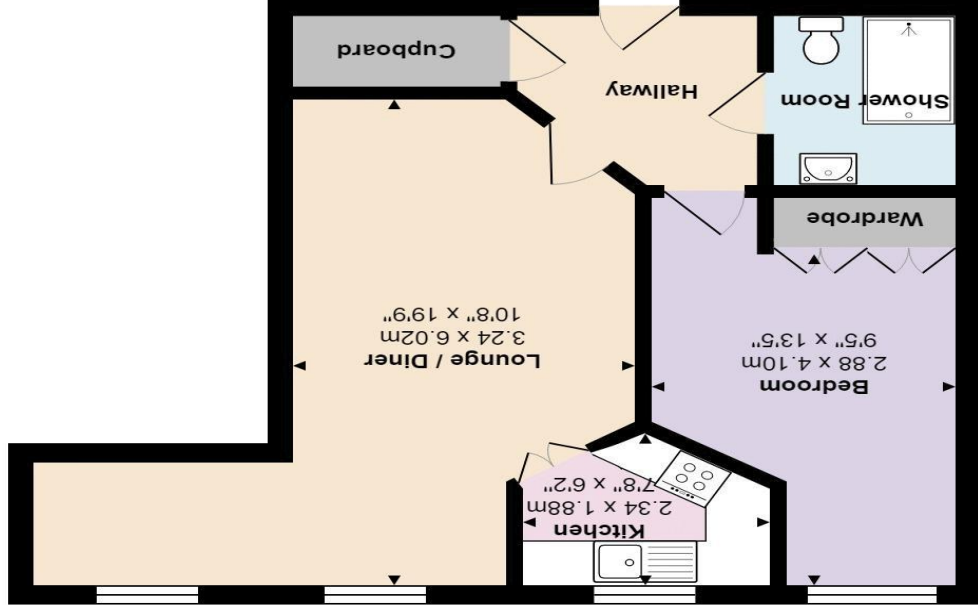 Kitchen
2.34 x 1.88m
7'8" x 6'2"
Bedroom
2.88 x 4.10m
9'5" x 13'5"
Lounge / Diner
3.24 x 6.02m
10'8" x 19'9"
Wardrobe
Shower Room
Hallway
Cupboard